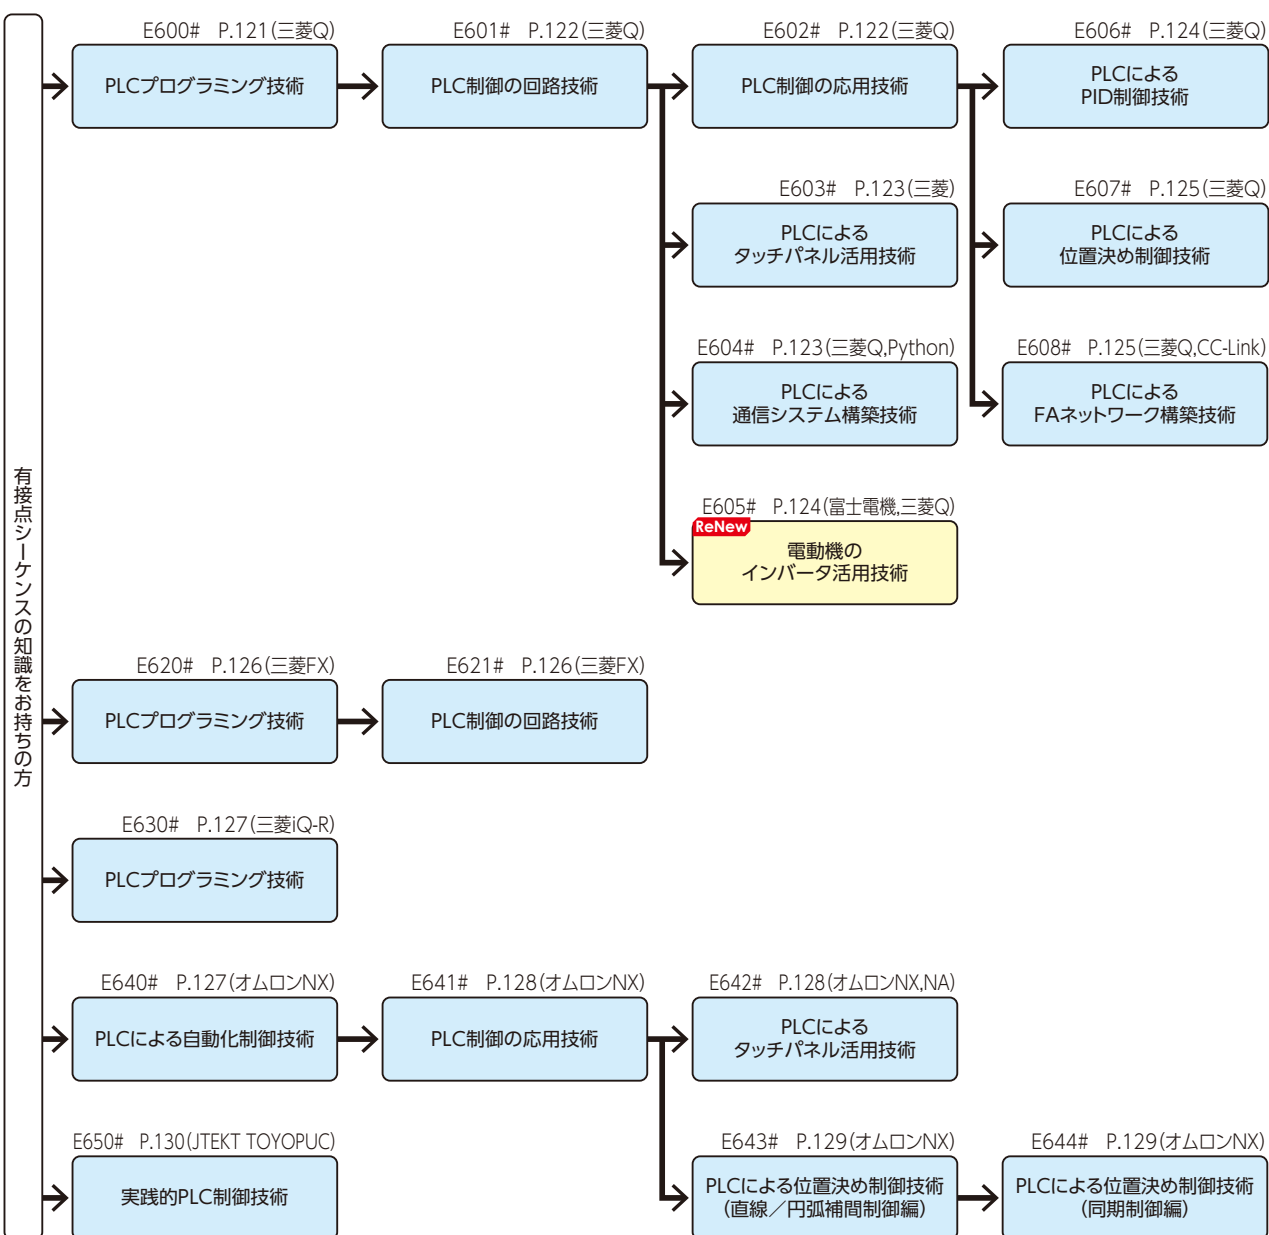 有接点シーケンスの知識をお持ちの方
E600# P.121(三菱Q)
PLCプログラミング技術
E601# P.122(三菱Q)
PLC制御の回路技術
E602# P.122(三菱Q)
PLC制御の応用技術
E606# P.124(三菱Q)
PLCによる
PID制御技術
E603# P.123(三菱)
PLCによる
タッチパネル活用技術
E607# P.125(三菱Q)
PLCによる
位置決め制御技術
E604# P.123(三菱Q,Python)
PLCによる
通信システム構築技術
E608# P.125(三菱Q,CC-Link)
PLCによる
FAネットワーク構築技術
E605# P.124(富士電機,三菱Q)
ReNew
電動機の
インバータ活用技術
E620# P.126(三菱FX)
PLCプログラミング技術
E621# P.126(三菱FX)
PLC制御の回路技術
E630# P.127(三菱iQ-R)
PLCプログラミング技術
E640# P.127(オムロンNX)
PLCによる自動化制御技術
E641# P.128(オムロンNX)
PLC制御の応用技術
E642# P.128(オムロンNX,NA)
PLCによる
タッチパネル活用技術
E650# P.130(JTEKT TOYOPUC)
実践的PLC制御技術
E643# P.129(オムロンNX)
PLCによる位置決め制御技術
(直線／円弧補間制御編)
E644# P.129(オムロンNX)
PLCによる位置決め制御技術
(同期制御編)